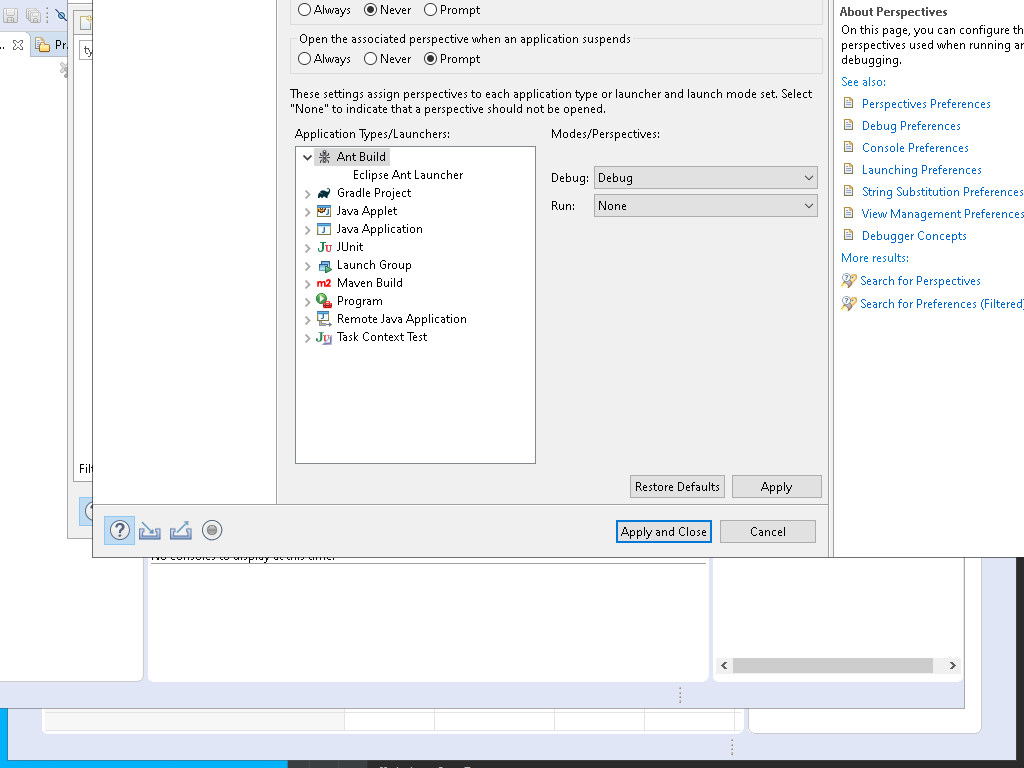 Always Never Prompt
Open the associated perspective when an application suspends
Always Never Prompt
These settings assign perspectives to each application type or launcher and launch mode set. Select
"None" to indicate that a perspective should not be opened.
Application Types/Launchers:
Modes/Perspectives:
Ant Build
Eclipse Ant Launcher
Gradle Project
Java Applet
Java Application
JUnit
Launch Group
Maven Build
Program
Remote Java Application
Task Context Test
Debug: Debug
Run: None
Restore Defaults
Apply
Apply and Close
Cancel
About Perspectives
On this page, you can configure th
perspectives used when running an
debugging.
See also:
Perspectives Preferences
Debug Preferences
Console Preferences
Launching Preferences
String Substitution Preferences
View Management Preferences
Debugger Concepts
More results:
Search for Perspectives
Search for Preferences (Filtered)
Pr
ty
Filt
No consoles to display at this time.